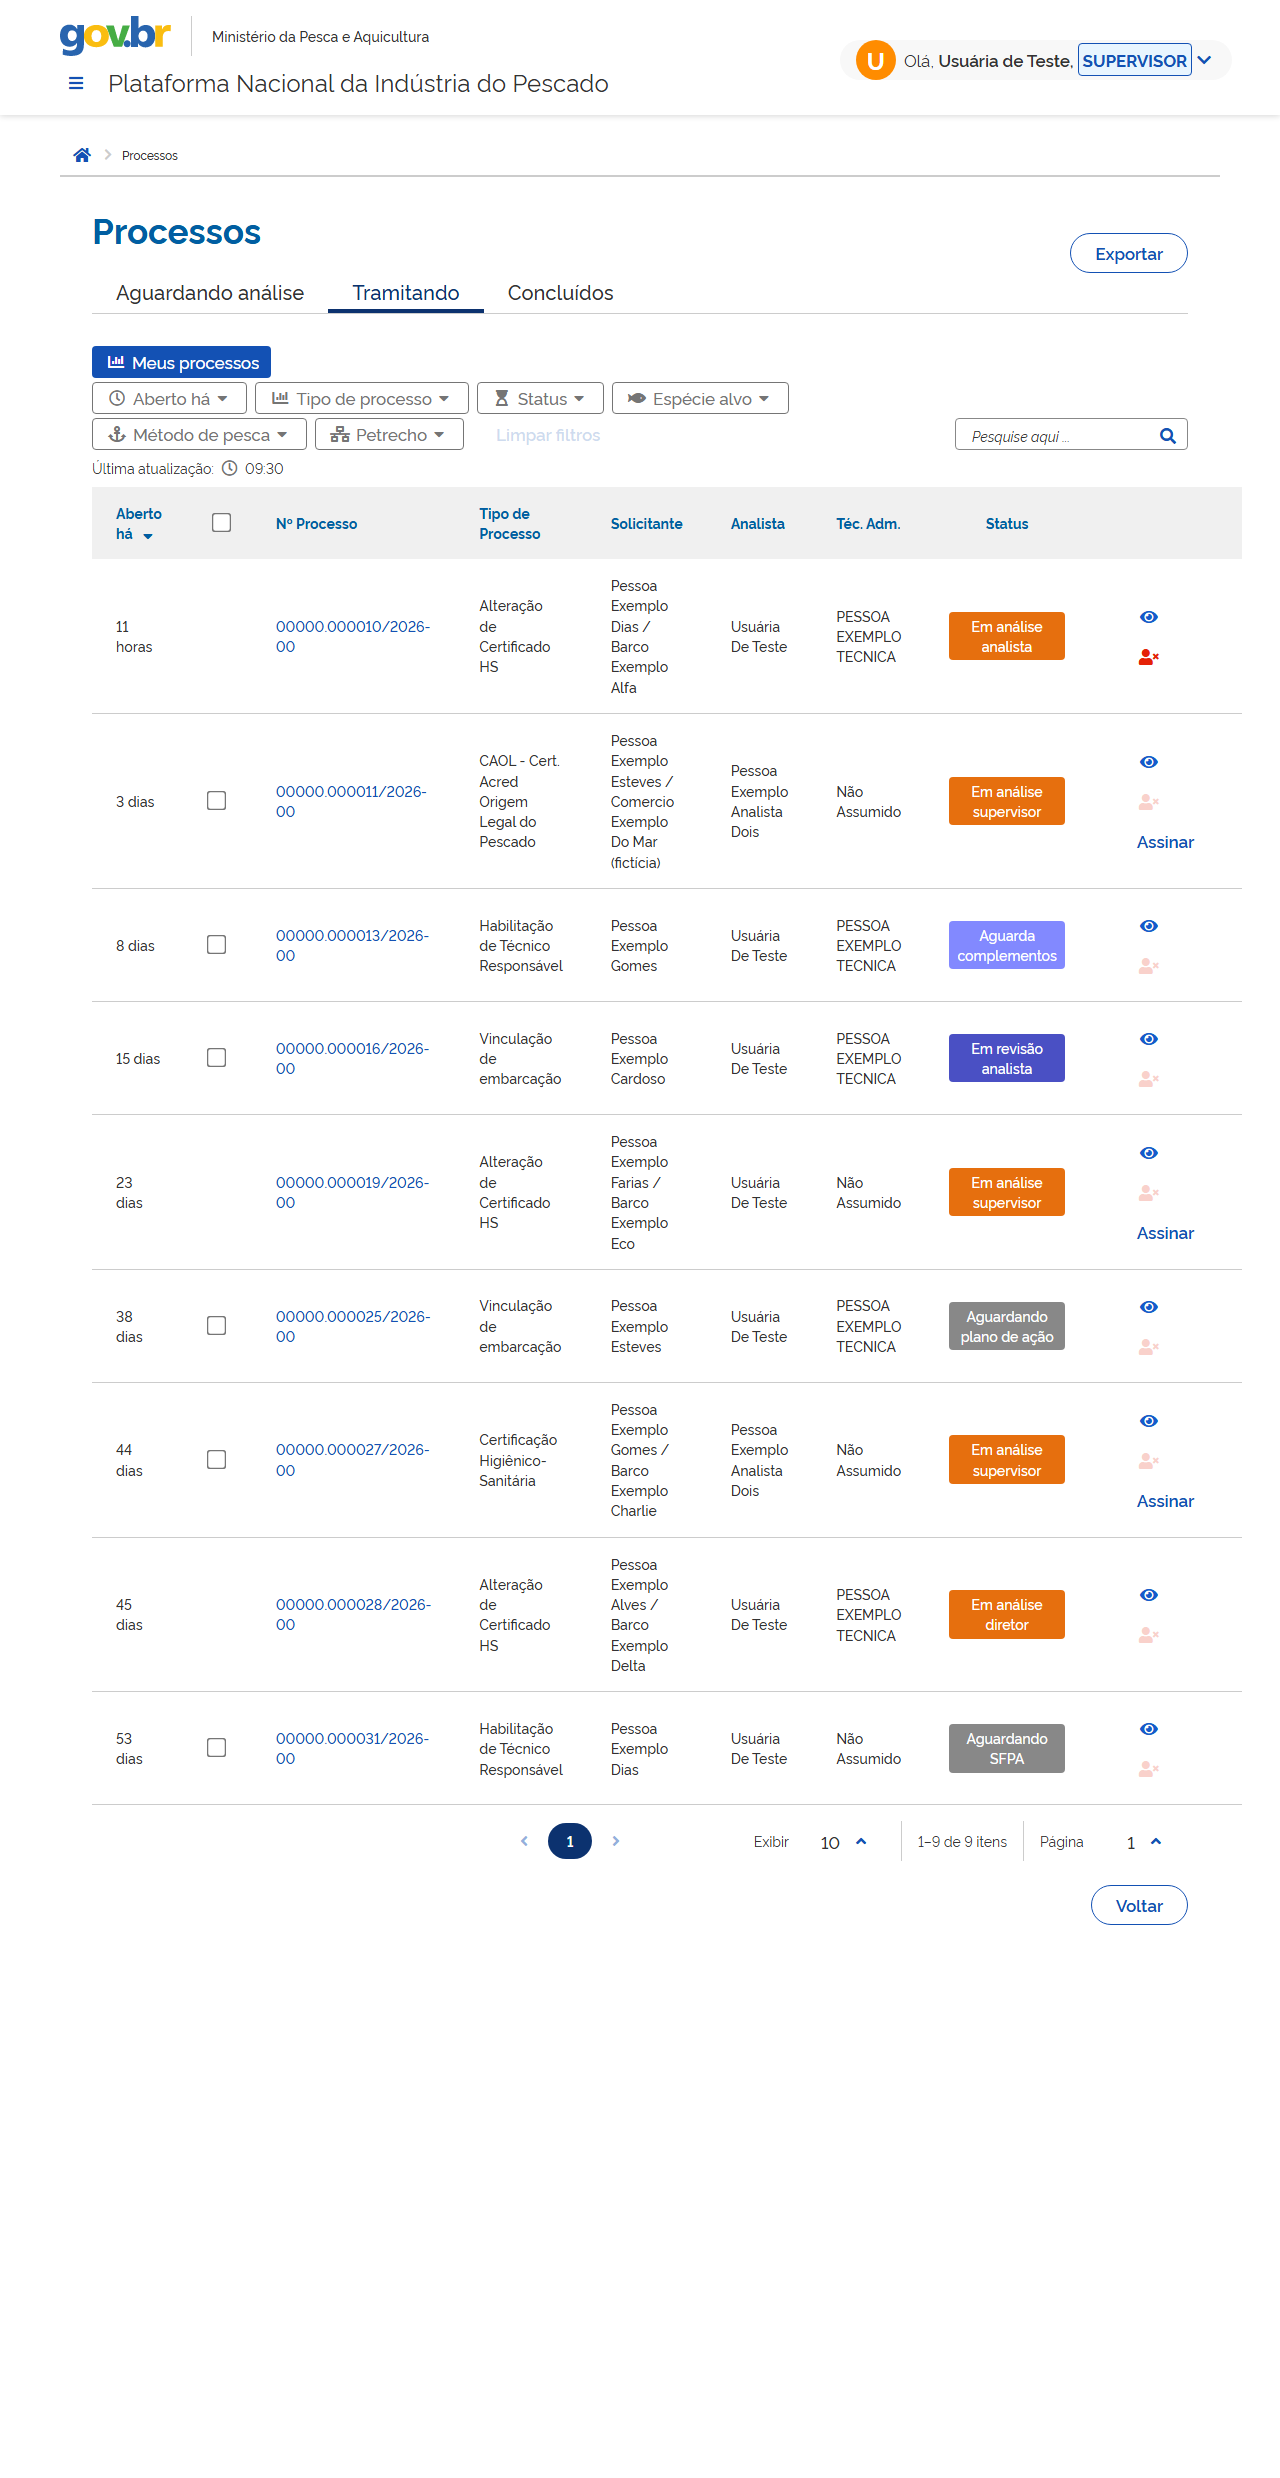 gov.br
Ministério da Pesca e Aquicultura
Plataforma Nacional da Indústria do Pescado
U
Olá, Usuária de Teste, SUPERVISOR
Processos
Processos
Exportar
Aguardando análise
Tramitando
Concluídos
Meus processos
Aberto há
Tipo de processo
Status
Espécie alvo
Método de pesca
Petrecho
Limpar filtros
Pesquise aqui ...
Última atualização: 09:30
Aberto
há
Nº Processo
Tipo de
Processo
Solicitante
Analista
Téc. Adm.
Status
11
horas
00000.000010/2026-
00
Alteração
de
Certificado
HS
Pessoa
Exemplo
Dias /
Barco
Exemplo
Alfa
Usuária
De Teste
PESSOA
EXEMPLO
TECNICA
Em análise
analista
3 dias
00000.000011/2026-
00
CAOL - Cert.
Acred
Origem
Legal do
Pescado
Pessoa
Exemplo
Esteves /
Comercio
Exemplo
Do Mar
(fictícia)
Pessoa
Exemplo
Analista
Dois
Não
Assumido
Em análise
supervisor
Assinar
8 dias
00000.000013/2026-
00
Habilitação
de Técnico
Responsável
Pessoa
Exemplo
Gomes
Usuária
De Teste
PESSOA
EXEMPLO
TECNICA
Aguarda
complementos
15 dias
00000.000016/2026-
00
Vinculação
de
embarcação
Pessoa
Exemplo
Cardoso
Usuária
De Teste
PESSOA
EXEMPLO
TECNICA
Em revisão
analista
23
dias
00000.000019/2026-
00
Alteração
de
Certificado
HS
Pessoa
Exemplo
Farias /
Barco
Exemplo
Eco
Usuária
De Teste
Não
Assumido
Em análise
supervisor
Assinar
38
dias
00000.000025/2026-
00
Vinculação
de
embarcação
Pessoa
Exemplo
Esteves
Usuária
De Teste
PESSOA
EXEMPLO
TECNICA
Aguardando
plano de ação
44
dias
00000.000027/2026-
00
Certificação
Higiênico-
Sanitária
Pessoa
Exemplo
Gomes /
Barco
Exemplo
Charlie
Pessoa
Exemplo
Analista
Dois
Não
Assumido
Em análise
supervisor
Assinar
45
dias
00000.000028/2026-
00
Alteração
de
Certificado
HS
Pessoa
Exemplo
Alves /
Barco
Exemplo
Delta
Usuária
De Teste
PESSOA
EXEMPLO
TECNICA
Em análise
diretor
53
dias
00000.000031/2026-
00
Habilitação
de Técnico
Responsável
Pessoa
Exemplo
Dias
Usuária
De Teste
Não
Assumido
Aguardando
SFPA
1
Exibir
10
1–9 de 9 itens
Página
1
Voltar